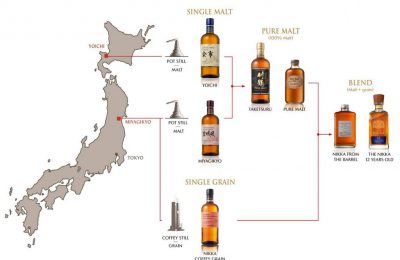 SINGLE MALT
YOICHI
POT STILL
MALT
YOICHI
PURE MALT
(100% malt)
TAKETSURU
PURE MALT
BLEND
(Malt + grain)
NIKKA FROM
THE BARREL
THE NIKKA
12 YEARS OLD
MIYAGIKYO
POT STILL
MALT
MIYAGIKYO
TOKYO
SINGLE GRAIN
COFFEY STILL
GRAIN
NIKKA
COFFEY GRAIN